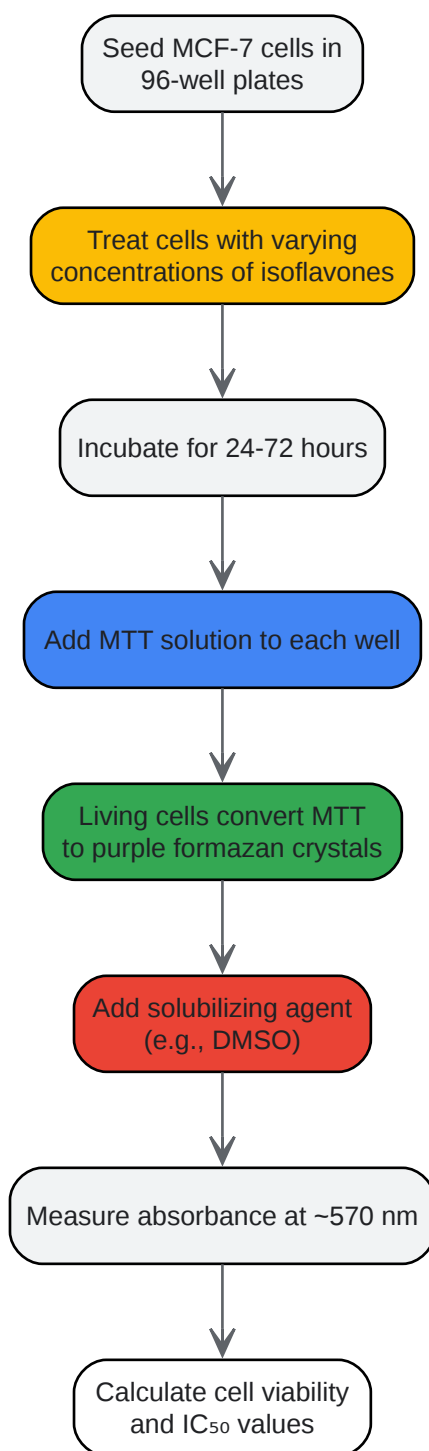 Seed MCF-7 cells in
96-well plates
Treat cells with varying
concentrations of isoflavones
Incubate for 24-72 hours
Add MTT solution to each well
Living cells convert MTT
to purple formazan crystals
Add solubilizing agent
(e.g., DMSO)
Measure absorbance at ~570 nm
Calculate cell viability
and IC₅₀ values